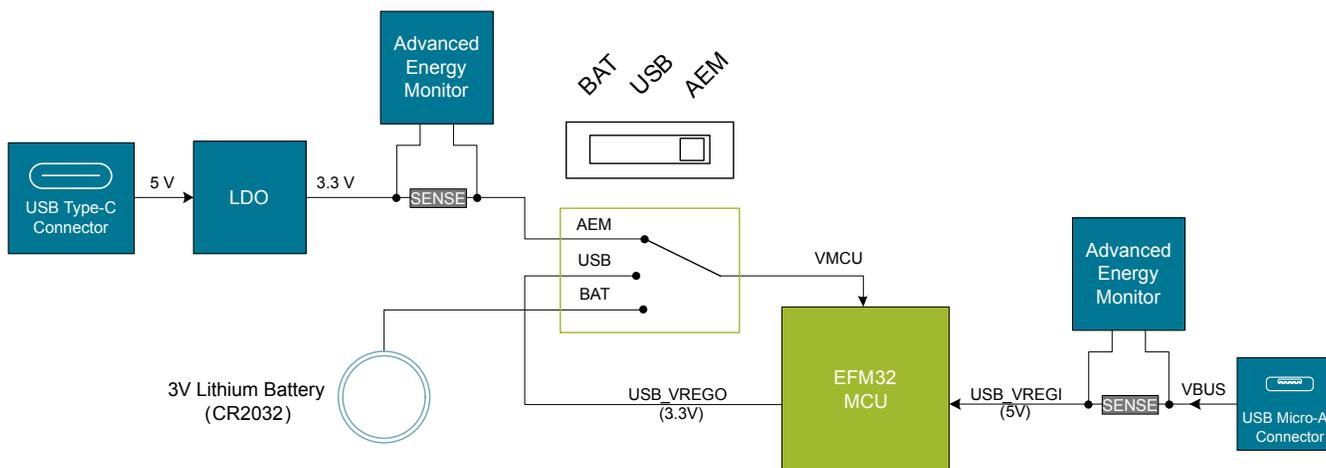 Advanced
Energy
Monitor
BAT
USB
AEM
USB Type-C
Connector
5 V
LDO
3.3 V
SENSE
AEM
USB
BAT
VMCU
Advanced
Energy
Monitor
3V Lithium Battery
(CR2032)
USB_VREGO
(3.3V)
EFM32
MCU
USB_VREGI
(5V)
SENSE
VBUS
USB Micro-A
Connector